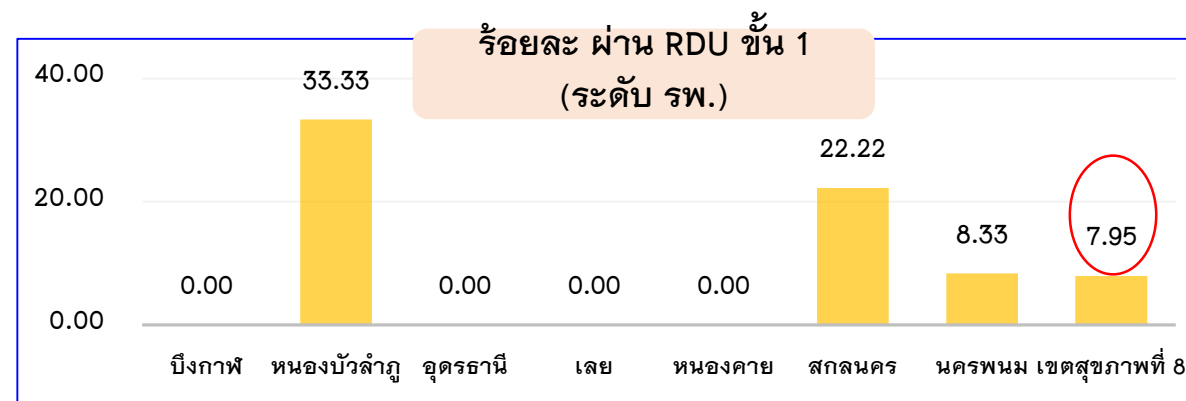 ร้อยละ ผ่าน RDU ขั้น 1
(ระดับ รพ.)
40.00
20.00
0.00
0.00
33.33
0.00
0.00
0.00
22.22
8.33
7.95
บึงกาฬ
หนองบัวลำภู
อุดรธานี
เลย
หนองคาย
สกลนคร
นครพนม
เขตสุขภาพที่ 8